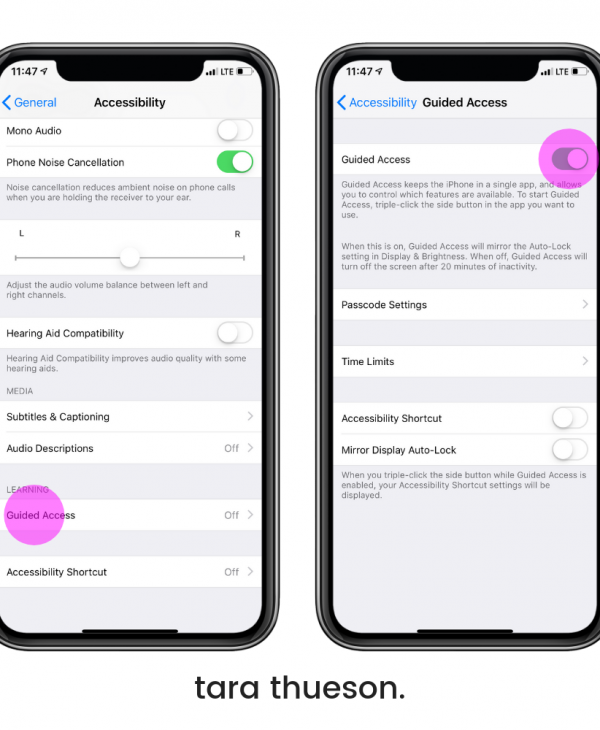 11:47
LTE
General
Accessibility
Mono Audio
Phone Noise Cancellation
Noise cancellation reduces ambient noise on phone calls
when you are holding the receiver to your ear.
L
R
Adjust the audio volume balance between left and
right channels.
Hearing Aid Compatibility
Hearing Aid Compatibility improves audio quality with some
hearing aids.
MEDIA
Subtitles & Captioning
Audio Descriptions Off
LEARNING
Guided Access Off
Accessibility Shortcut Off
11:47
LTE
Accessibility
Guided Access
Guided Access
Guided Access keeps the iPhone in a single app, and allows
you to control which features are available. To start Guided
Access, triple-click the side button in the app you want to
use.
When this is on, Guided Access will mirror the Auto-Lock
setting in Display & Brightness. When off, Guided Access will
turn off the screen after 20 minutes of inactivity.
Passcode Settings
Time Limits
Accessibility Shortcut
Mirror Display Auto-Lock
When you triple-click the side button while Guided Access is
enabled, your Accessibility Shortcut settings will be
displayed.
tara thueson.